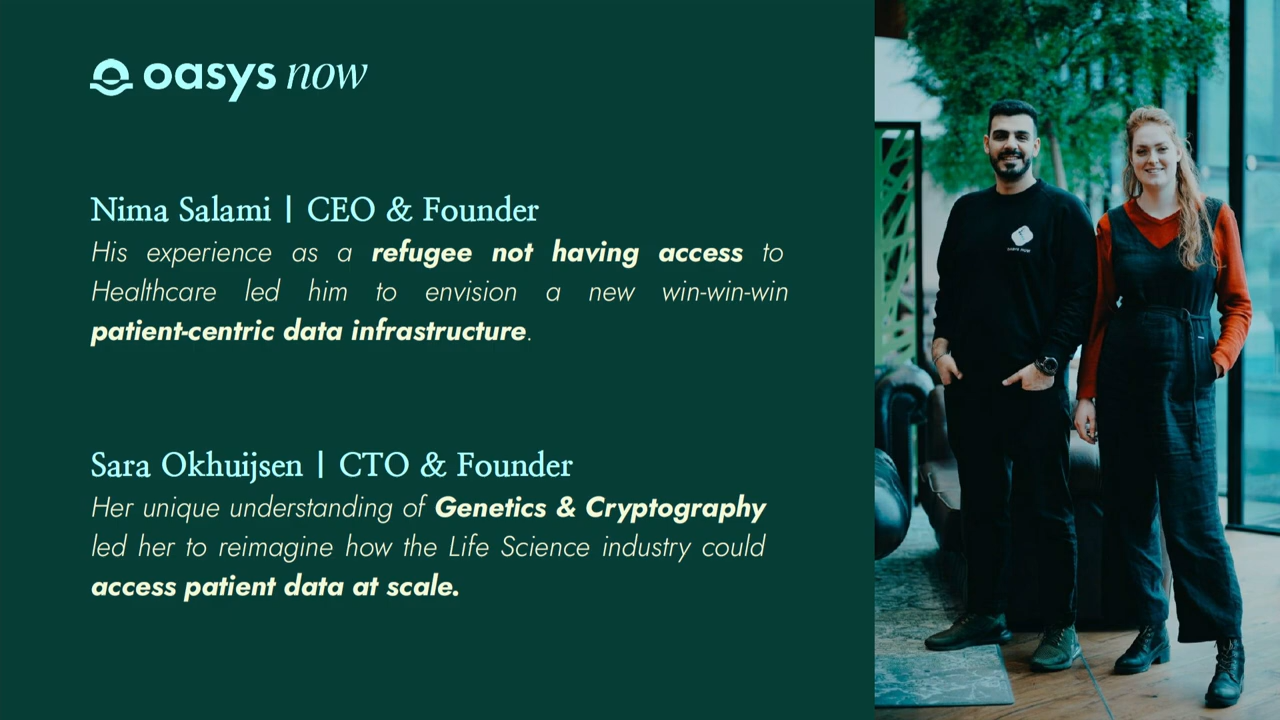 oasys now
Nima Salami | CEO & Founder
His experience as a refugee not having access to
Healthcare led him to envision a new win-win-win
patient-centric data infrastructure.
Sara Okhuijsen | CTO & Founder
Her unique understanding of Genetics & Cryptography
led her to reimagine how the Life Science industry could
access patient data at scale.